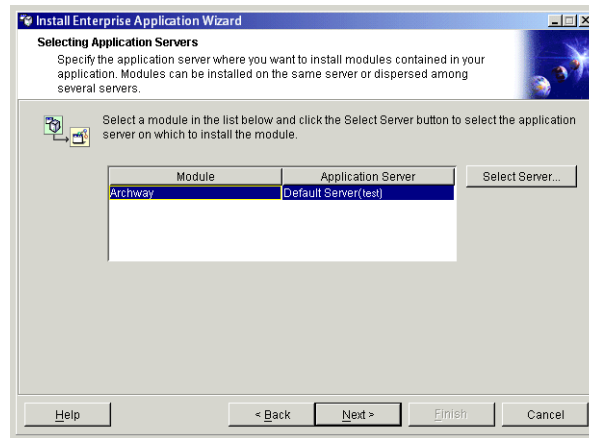 Install Enterprise Application Wizard
Selecting Application Servers
Specify the application server where you want to install modules contained in your
application. Modules can be installed on the same server or dispersed among
several servers.
Select a module in the list below and click the Select Server button to select the application
server on which to install the module.
Module Application Server Select Server...
Archway Default Server(test)
Help < Back Next > Finish Cancel